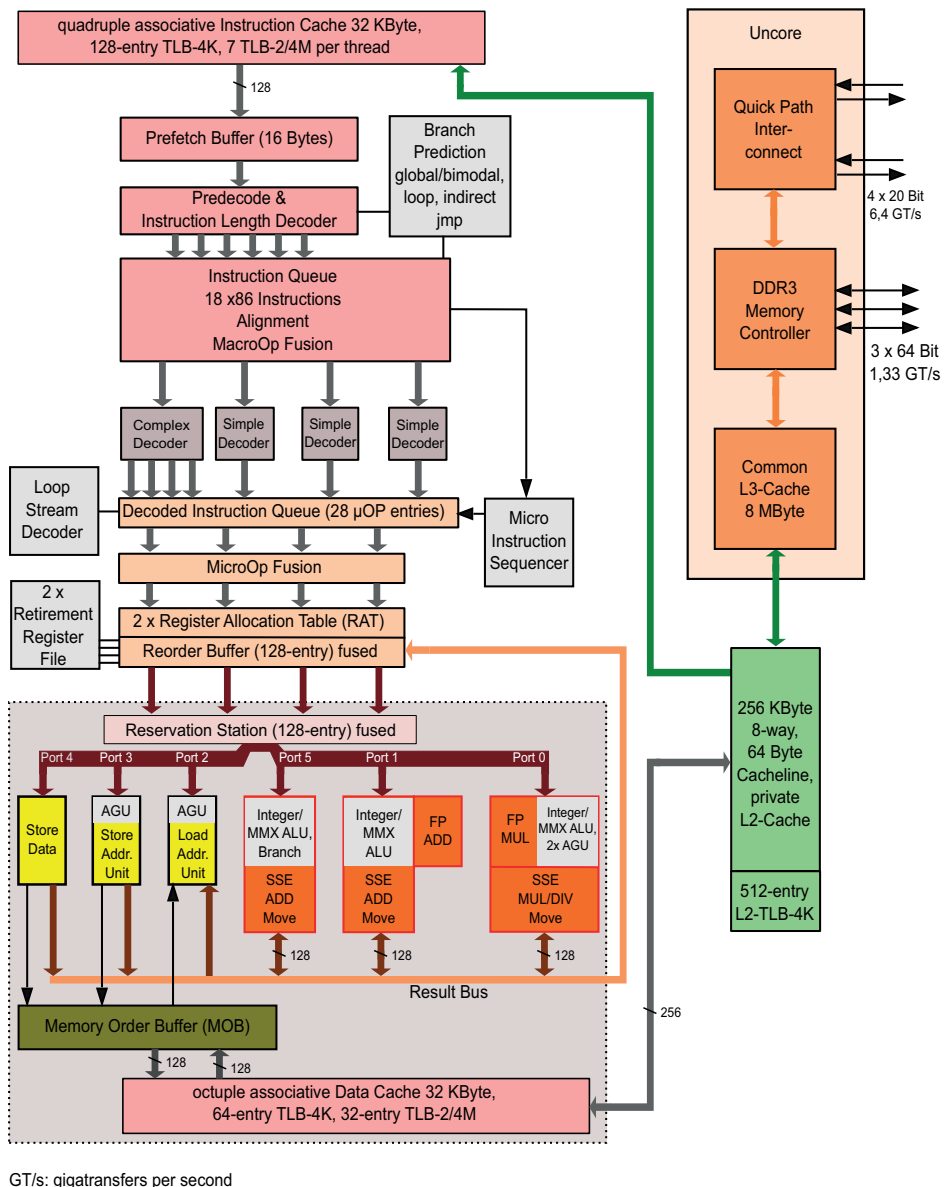 quadruple associative Instruction Cache 32 KByte,
128-entry TLB-4K, 7 TLB-2/4M per thread
128
Prefetch Buffer (16 Bytes)
Branch
Prediction
global/bimodal,
loop, indirect
jmp
Predecode &
Instruction Length Decoder
Instruction Queue
18 x86 Instructions
Alignment
MacroOp Fusion
Complex
Decoder
Simple
Decoder
Simple
Decoder
Simple
Decoder
Loop
Stream
Decoder
Decoded Instruction Queue (28 µOP entries)
Micro
Instruction
Sequencer
MicroOp Fusion
2 x
Retirement
Register
File
2 x Register Allocation Table (RAT)
Reorder Buffer (128-entry) fused
Reservation Station (128-entry) fused
Port 4
Port 3
Port 2
Port 5
Port 1
Port 0
Store
Data
AGU
Store
Addr.
Unit
AGU
Load
Addr.
Unit
Integer/
MMX ALU,
Branch
SSE
ADD
Move
Integer/
MMX
ALU
FP
ADD
SSE
ADD
Move
FP
MUL
Integer/
MMX ALU,
2x AGU
SSE
MUL/DIV
Move
128
128
128
Result Bus
Memory Order Buffer (MOB)
128
128
octuple associative Data Cache 32 KByte,
64-entry TLB-4K, 32-entry TLB-2/4M
256
Uncore
Quick Path
Inter-
connect
4 x 20 Bit
6,4 GT/s
DDR3
Memory
Controller
3 x 64 Bit
1,33 GT/s
Common
L3-Cache
8 MByte
256 KByte
8-way,
64 Byte
Cacheline,
private
L2-Cache
512-entry
L2-TLB-4K
GT/s: gigatransfers per second